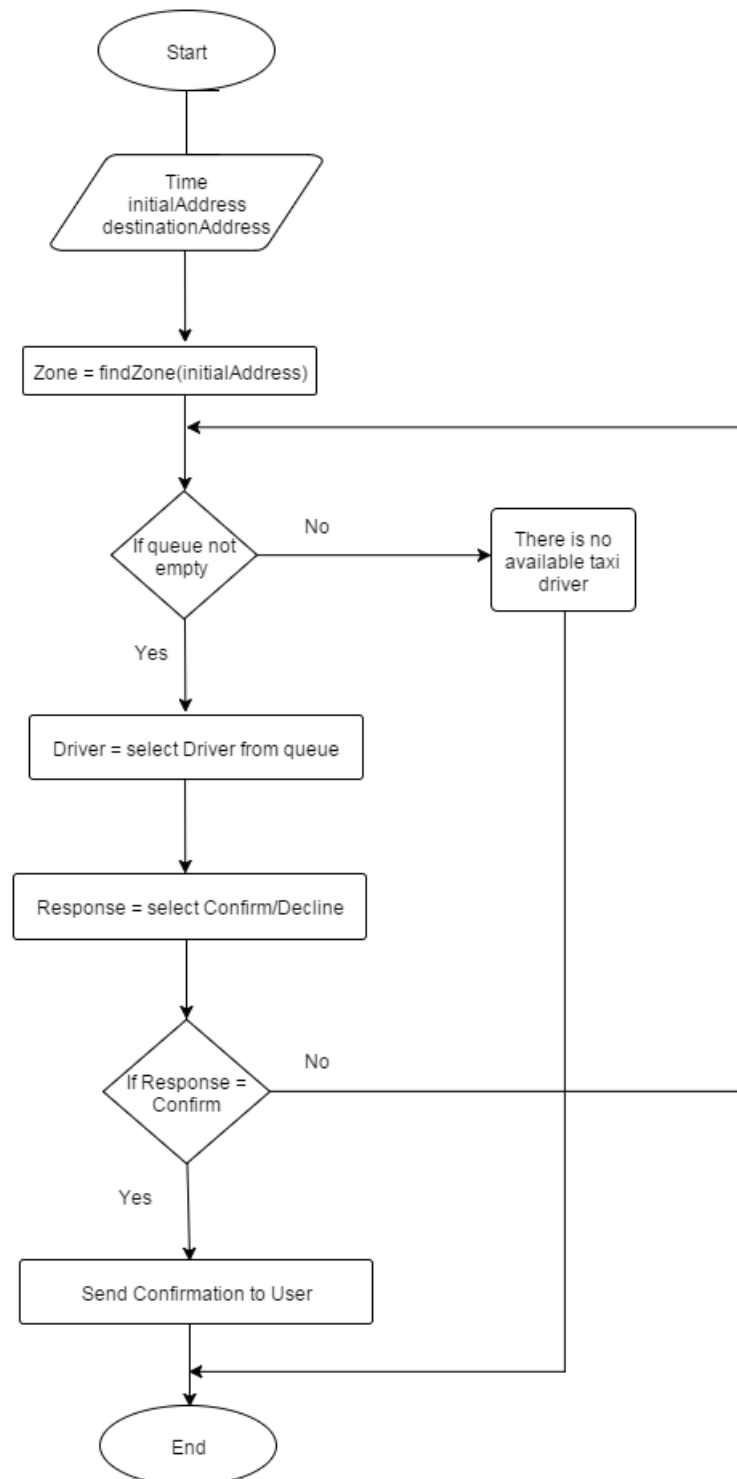 Start
Time
initialAddress
destinationAddress
Zone = findZone(initialAddress)
If queue not
empty
No
There is no
available taxi
driver
Yes
Driver = select Driver from queue
Response = select Confirm/Decline
If Response =
Confirm
No
Yes
Send Confirmation to User
End